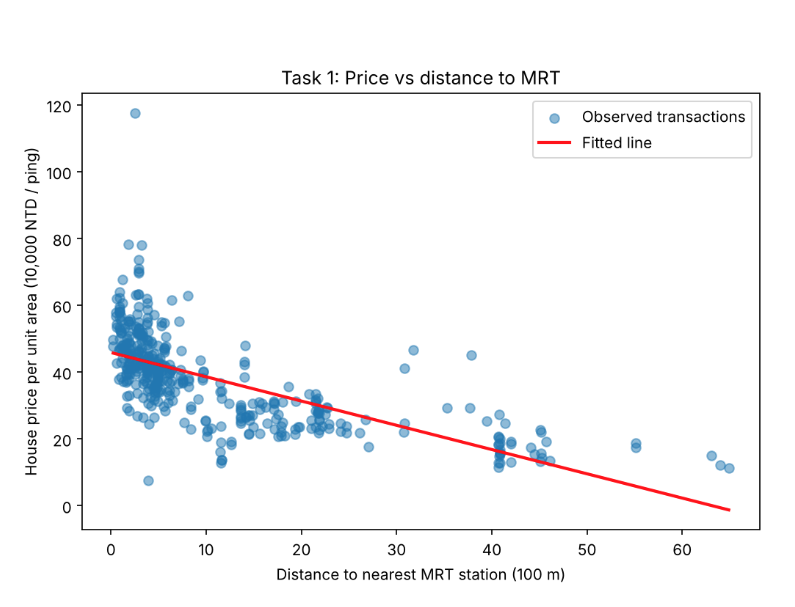 Task 1: Price vs distance to MRT
Observed transactions
Fitted line
House price per unit area (10,000 NTD / ping)
120
100
80
60
40
20
0
0 10 20 30 40 50 60
Distance to nearest MRT station (100 m)